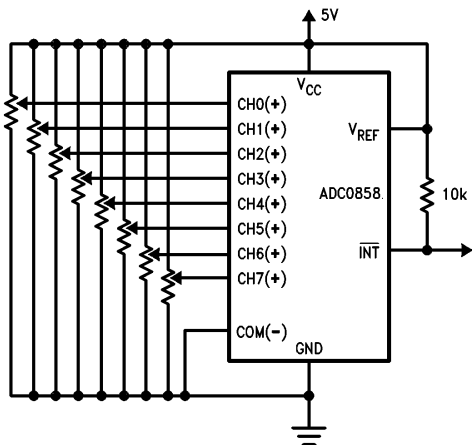 5V
VCC
CH0(+)
CH1(+)
VREF
CH2(+)
CH3(+)
ADC0858.
10k
CH4(+)
CH5(+)
CH6(+)
INT
CH7(+)
COM(-)
GND